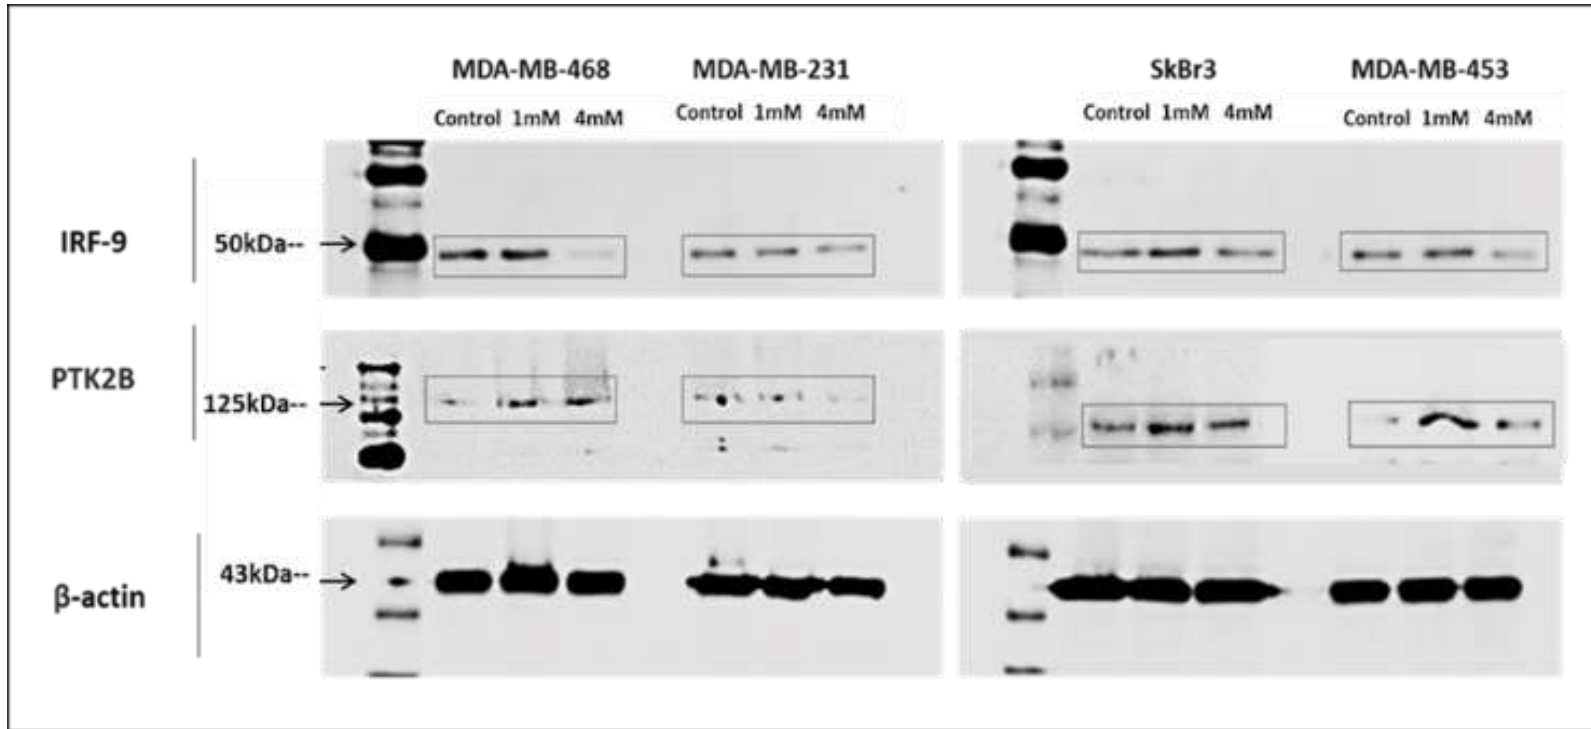 MDA-MB-468 MDA-MB-231 SkBr3 MDA-MB-453
Control 1mM 4mM Control 1mM 4mM Control 1mM 4mM Control 1mM 4mM
IRF-9 50kDa--
PTK2B 125kDa--
β-actin 43kDa--